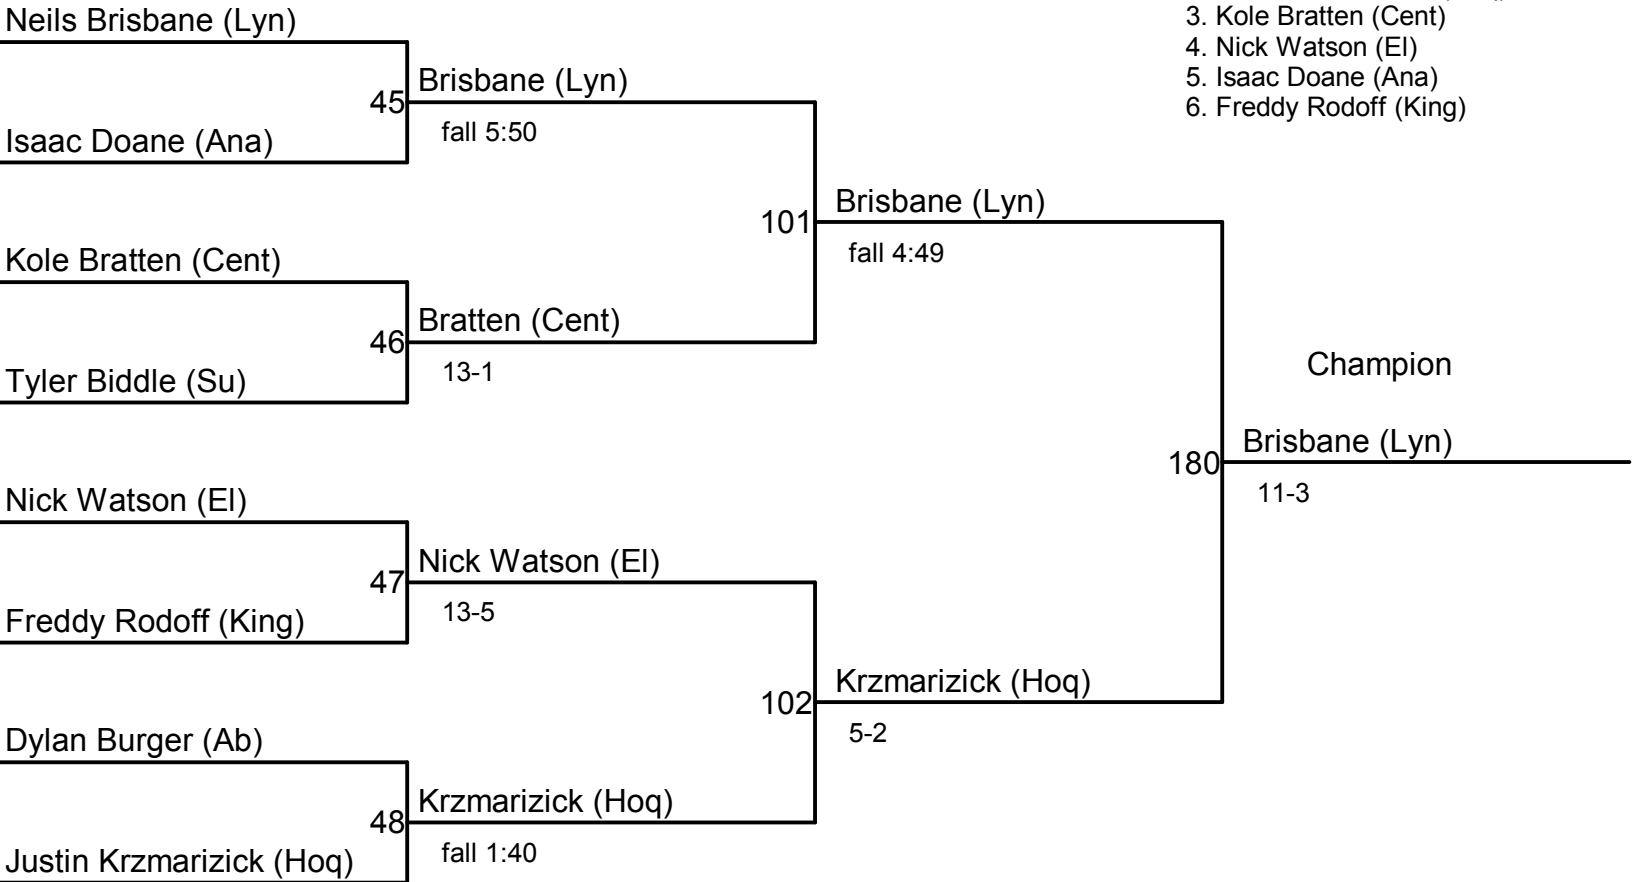 Neils Brisbane (Lyn)
3. Kole Bratten (Cent)
4. Nick Watson (El)
5. Isaac Doane (Ana)
6. Freddy Rodoff (King)
45
Brisbane (Lyn)
fall 5:50
Isaac Doane (Ana)
101
Brisbane (Lyn)
fall 4:49
Kole Bratten (Cent)
46
Bratten (Cent)
13-1
Tyler Biddle (Su)
Champion
180
Brisbane (Lyn)
11-3
Nick Watson (El)
47
Nick Watson (El)
13-5
Freddy Rodoff (King)
102
Krzmarizick (Hoq)
5-2
Dylan Burger (Ab)
48
Krzmarizick (Hoq)
fall 1:40
Justin Krzmarizick (Hoq)